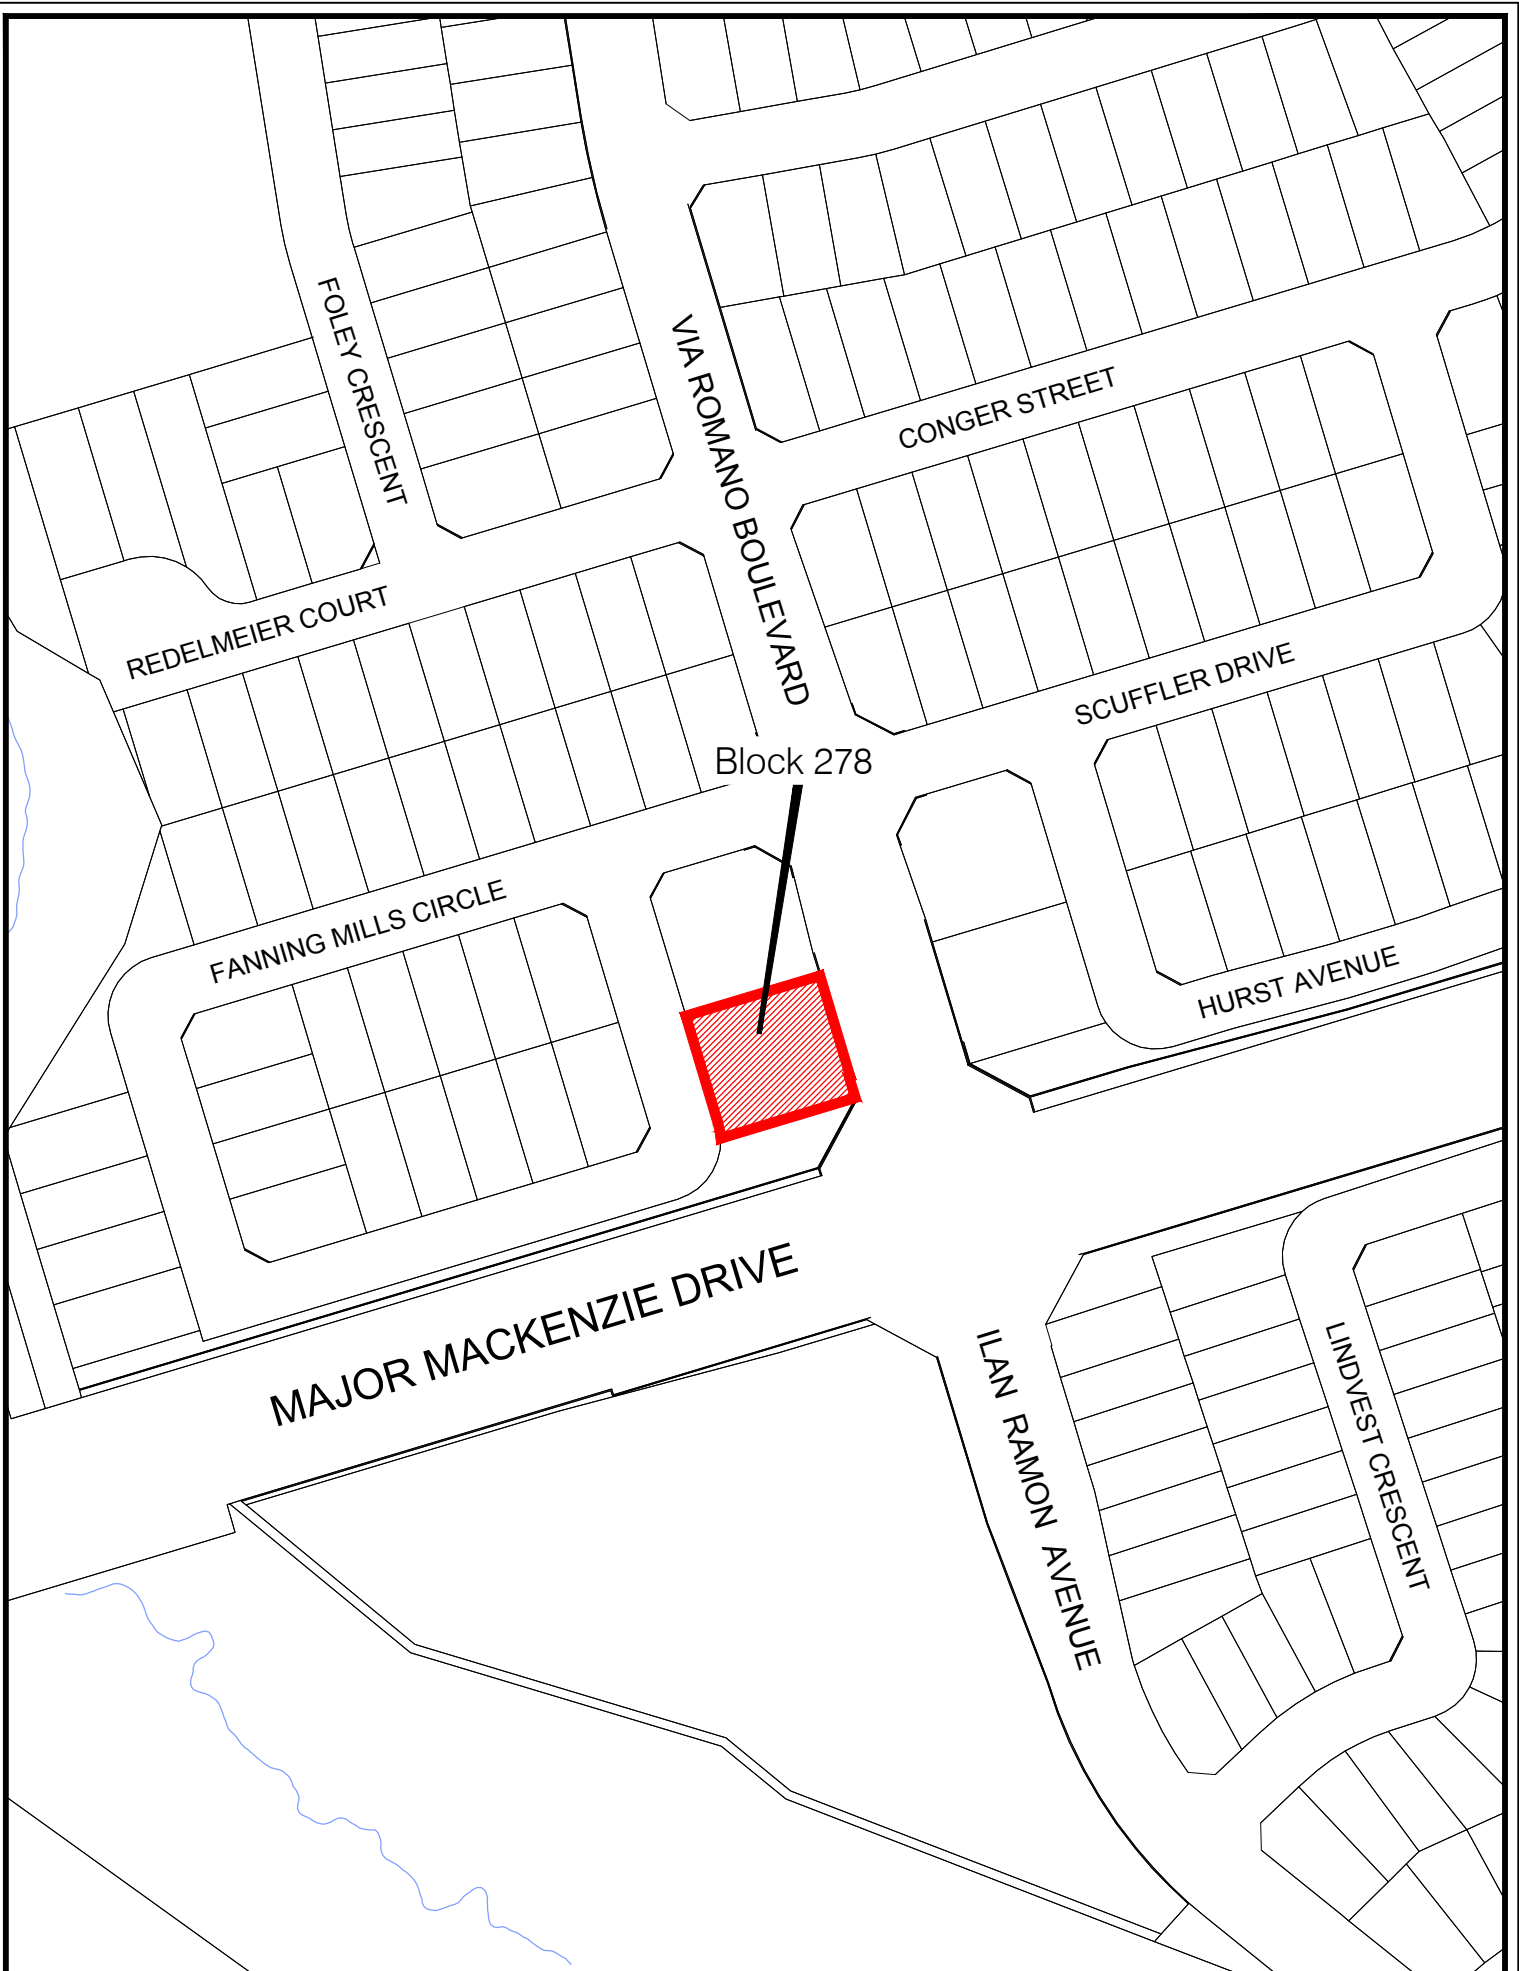 FOLEY CRESCENT
VIA ROMANO BOULEVARD
CONGER STREET
REDELMEIER COURT
SCUFFLER DRIVE
Block 278
FANNING MILLS CIRCLE
HURST AVENUE
MAJOR MACKENZIE DRIVE
ILAN RAMON AVENUE
LINDVEST CRESCENT